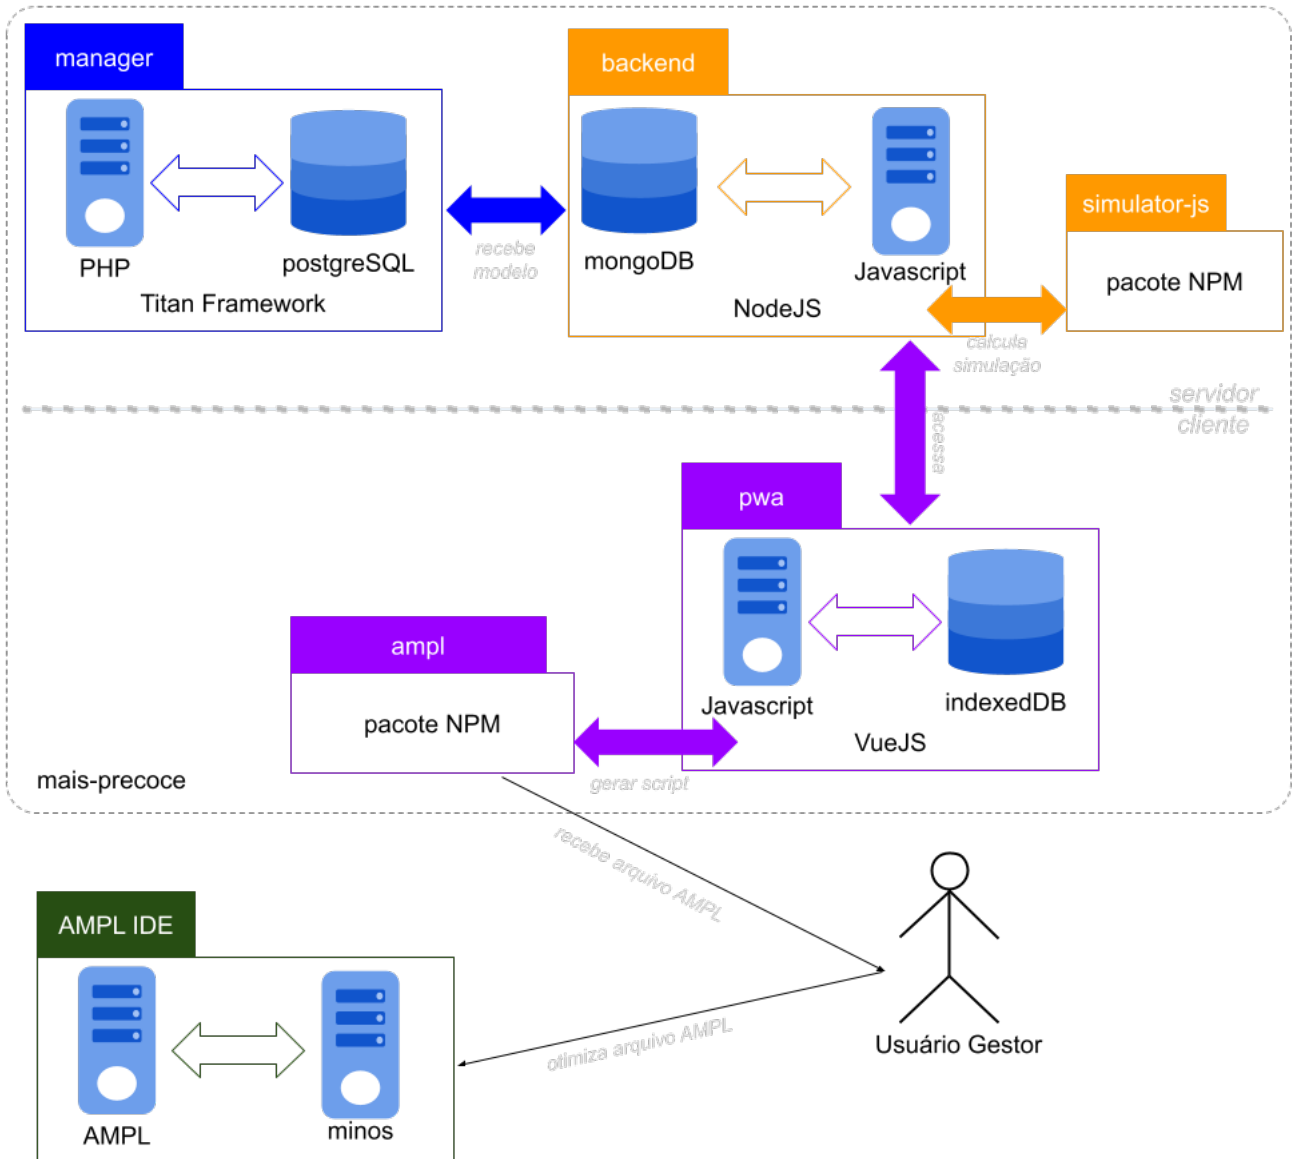 manager
PHP
postgreSQL
Titan Framework
recebe
modelo
backend
mongoDB
Javascript
NodeJS
simulator-js
pacote NPM
calcula
simulação
servidor
cliente
acessa
pwa
Javascript
indexedDB
VueJS
ampl
pacote NPM
gerar script
mais-precoce
recebe arquivo AMPL
Usuário Gestor
otimiza arquivo AMPL
AMPL IDE
AMPL
minos